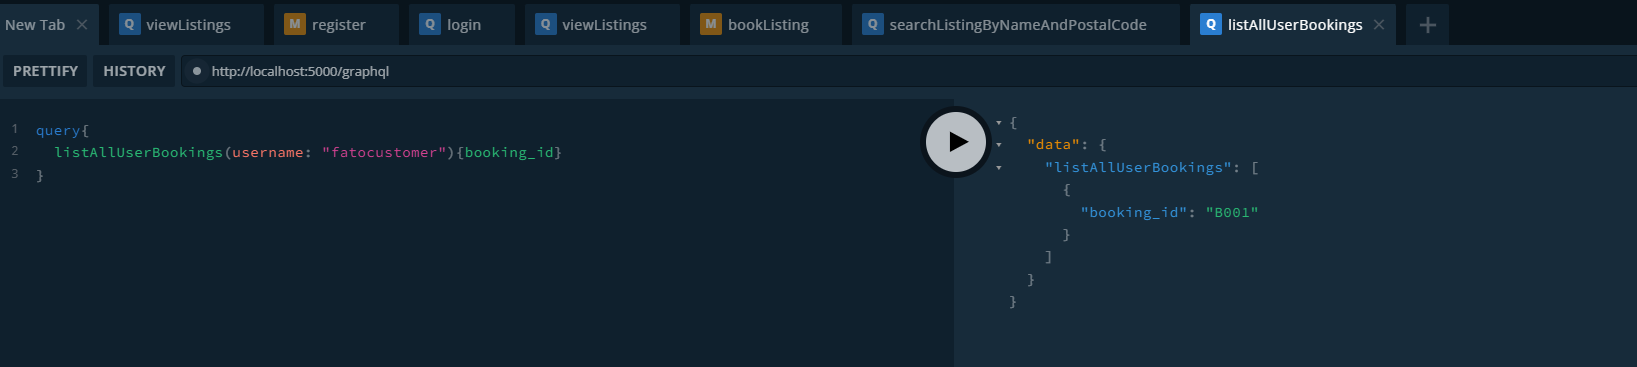 New Tab × Q viewListings M register Q login Q viewListings M bookListing Q searchListingByNameAndPostalCode Q listAllUserBookings × +
PRETTIFY HISTORY http://localhost:5000/graphql
1 query{
2 listAllUserBookings(username: "fatocustomer"){booking_id}
3 }
{
"data": {
"listAllUserBookings": [
{
"booking_id": "B001"
}
]
}
}